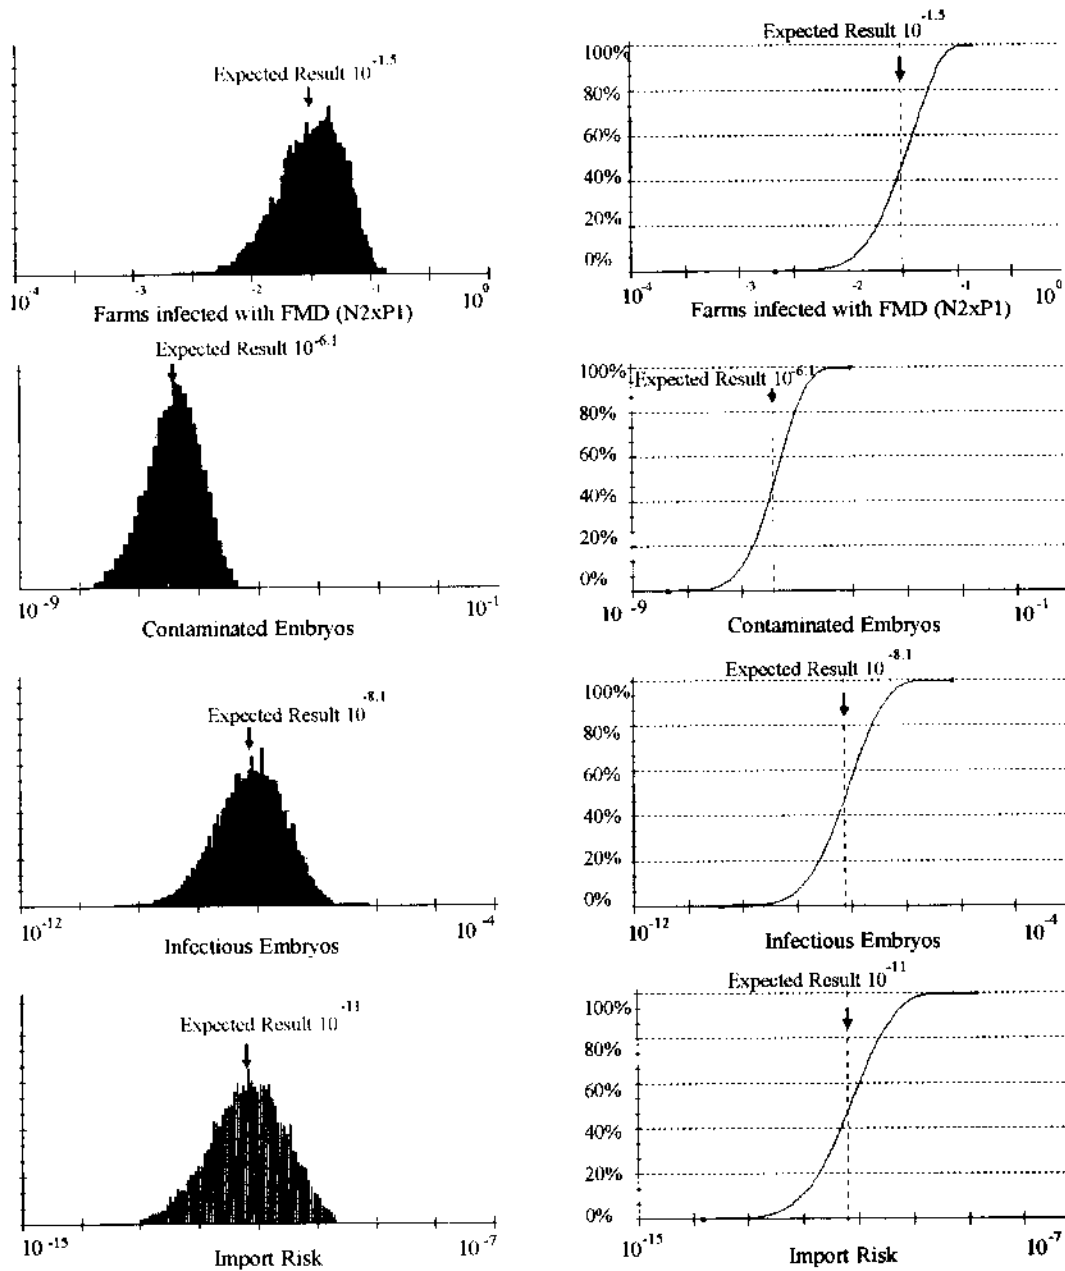 Expected Result 10^-1.5
10^-4 -3 -2 -1 10^0
Farms infected with FMD (N2xP1)
Expected Result 10^-1.5
100%
80%
60%
40%
20%
0%
10^-4 -3 -2 -1 10^0
Farms infected with FMD (N2xP1)
Expected Result 10^-6.1
10^-9 10^-1
Contaminated Embryos
100%
Expected Result 10^-6.1
80%
60%
40%
20%
0%
10^-9 10^-1
Contaminated Embryos
Expected Result 10^-8.1
10^-12 10^-4
Infectious Embryos
Expected Result 10^-8.1
100%
80%
60%
40%
20%
0%
10^-12 10^-4
Infectious Embryos
Expected Result 10^-11
10^-15 10^-7
Import Risk
Expected Result 10^-11
100%
80%
60%
40%
20%
0%
10^-15 10^-7
Import Risk